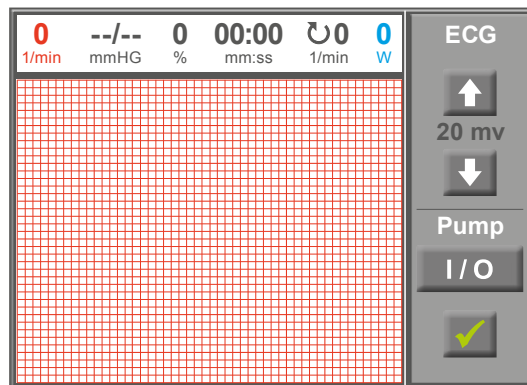 0 --/-- 0 00:00 0 0
1/min mmHG % mm:ss 1/min W
ECG
20 mv
Pump
I / O